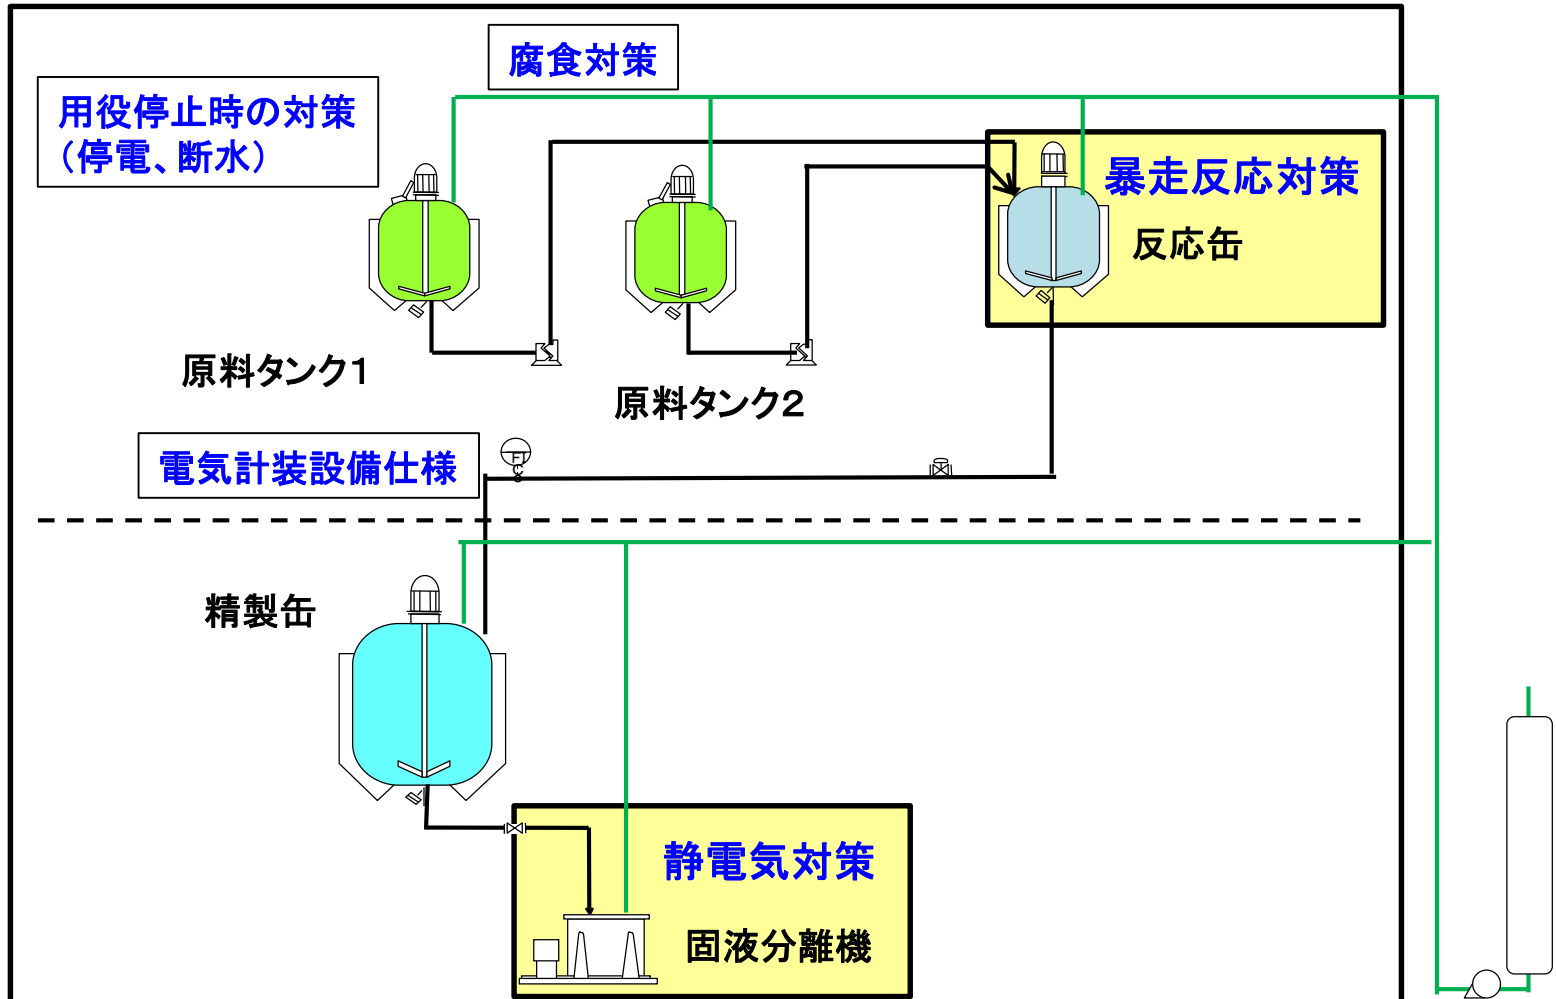 腐食対策
用役停止時の対策
（停電、断水）
暴走反応対策
反応缶
原料タンク１
原料タンク２
電気計装設備仕様
精製缶
静電気対策
固液分離機